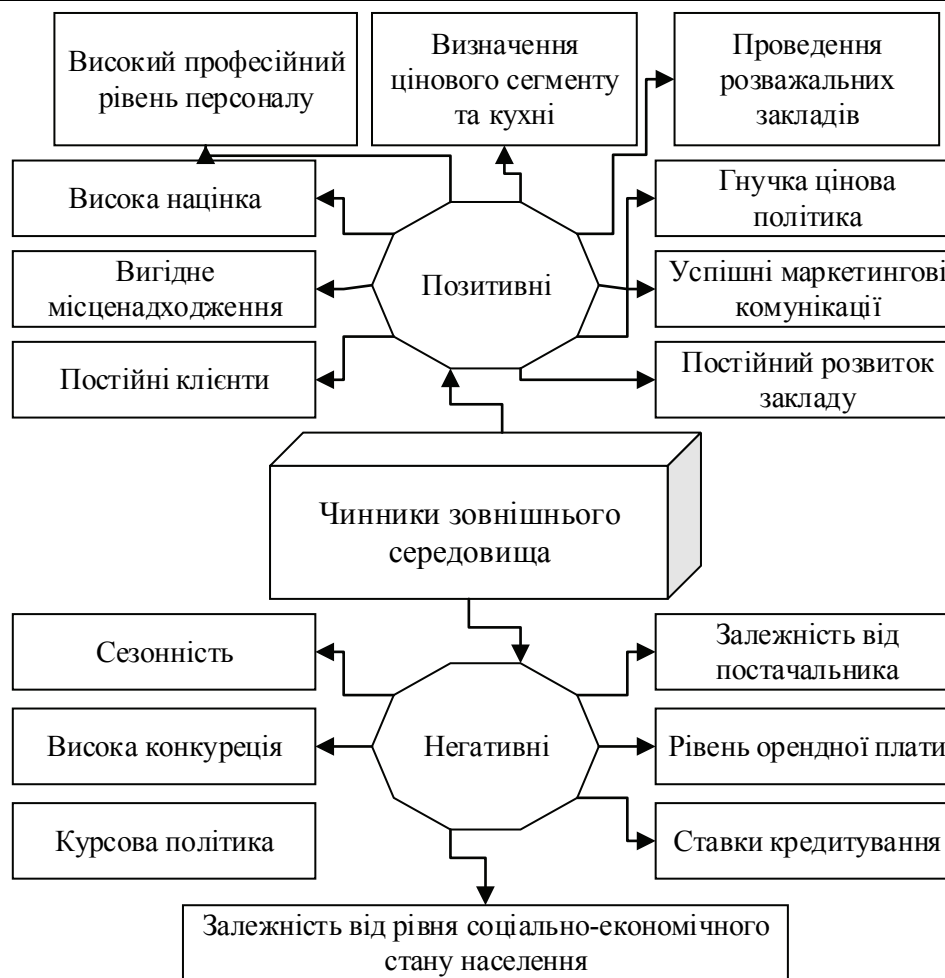 Високий професійний
рівень персоналу
Визначення
цінового сегменту
та кухні
Проведення
розважальних
закладів
Висока націнка
Гнучка цінова
політика
Вигідне
місценадходження
Позитивні
Успішні маркетингові
комунікації
Постійні клієнти
Постійний розвиток
закладу
Чинники зовнішнього
середовища
Сезонність
Залежність від
постачальника
Висока конкуреція
Негативні
Рівень орендної плати
Курсова політика
Ставки кредитування
Залежність від рівня соціально-економічного
стану населення